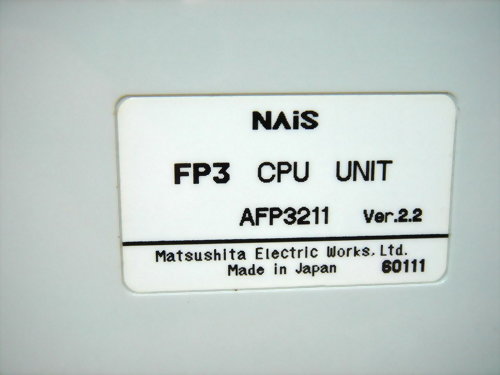 NAiS
FP3 CPU UNIT
AFP3211 Ver.2.2
Matsushita Electric Works, Ltd.
Made in Japan 60111